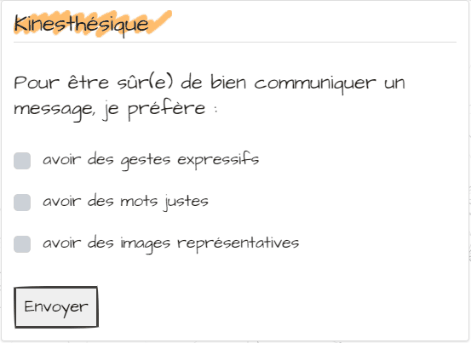 Kinesthésique
Pour être sûr(e) de bien communiquer un
message, je préfère :
avoir des gestes expressifs
avoir des mots justes
avoir des images représentatives
Envoyer